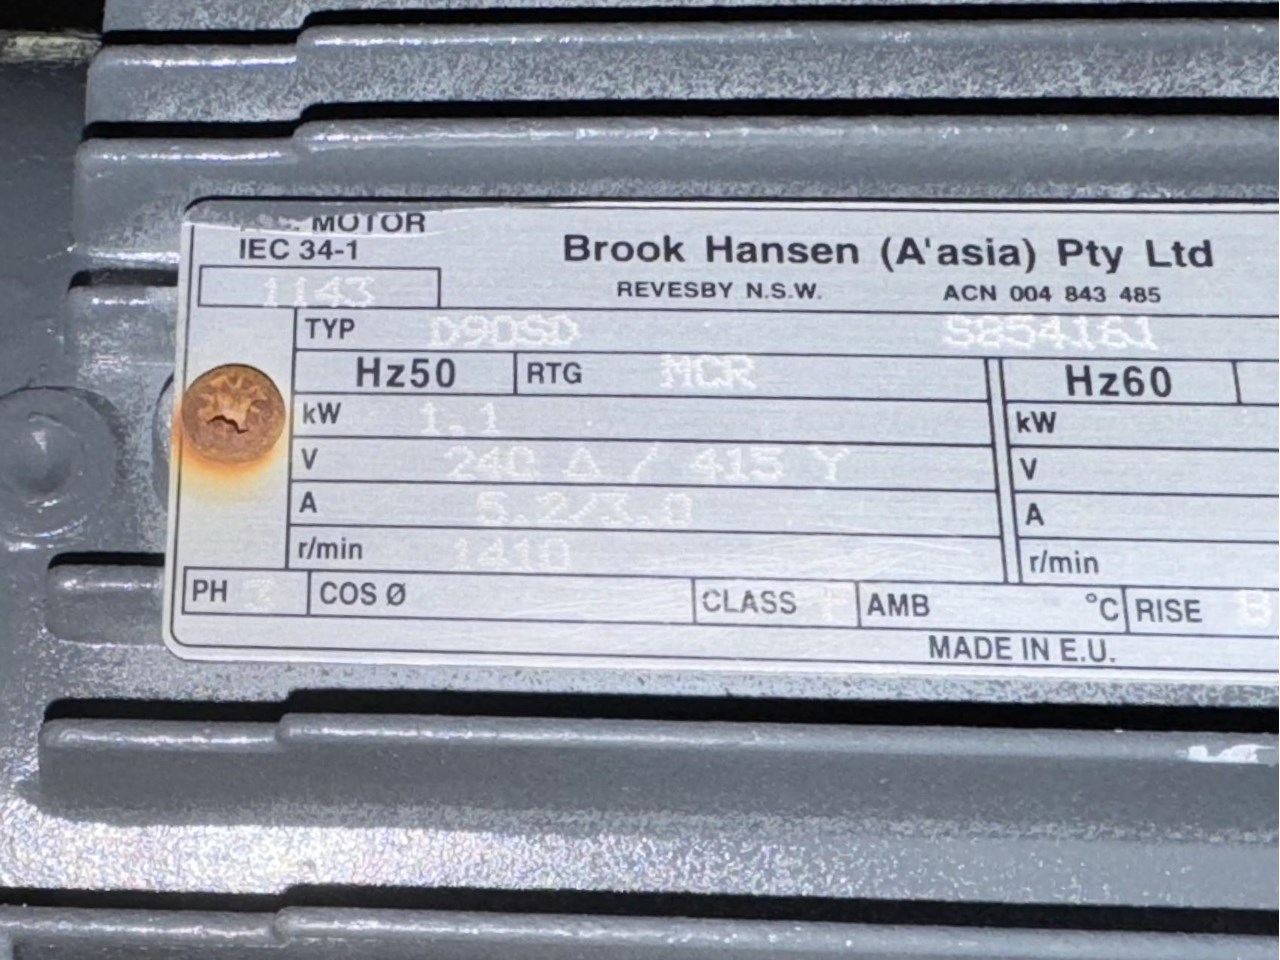 MOTOR
IEC 34-1
Brook Hansen (A'asia) Pty Ltd
1143
REVESBY N.S.W. ACN 004 843 485
TYP D90SD S854161
Hz50 RTG MCR Hz60
kW 1.1 kW
V 240 Δ / 415 Y V
A 5.2/3.0 A
r/min 1410 r/min
PH 3 COS Ø CLASS AMB °C RISE B
MADE IN E.U.